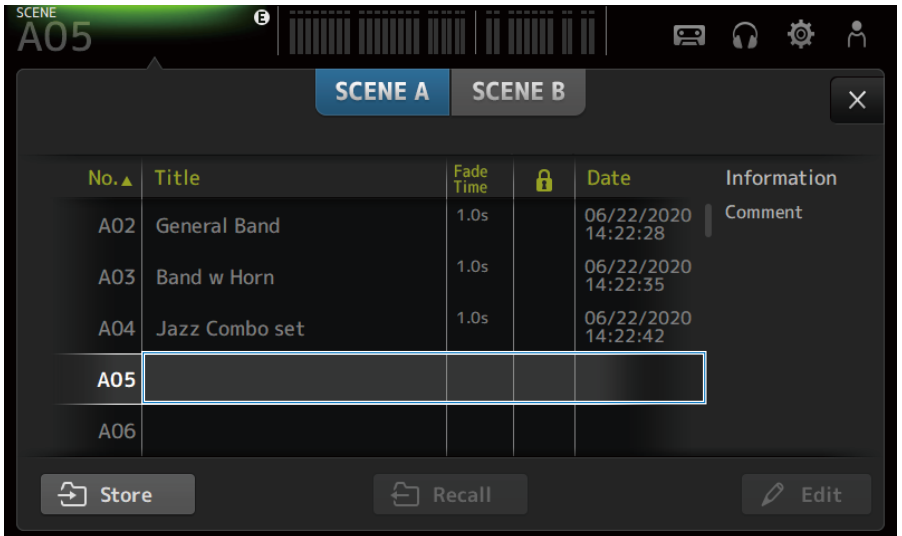 SCENE
A05
E
SCENE A
SCENE B
No.▲ Title Fade Time Date Information
A02 General Band 1.0s 06/22/2020 14:22:28 Comment
A03 Band w Horn 1.0s 06/22/2020 14:22:35
A04 Jazz Combo set 1.0s 06/22/2020 14:22:42
A05
A06
Store Recall Edit